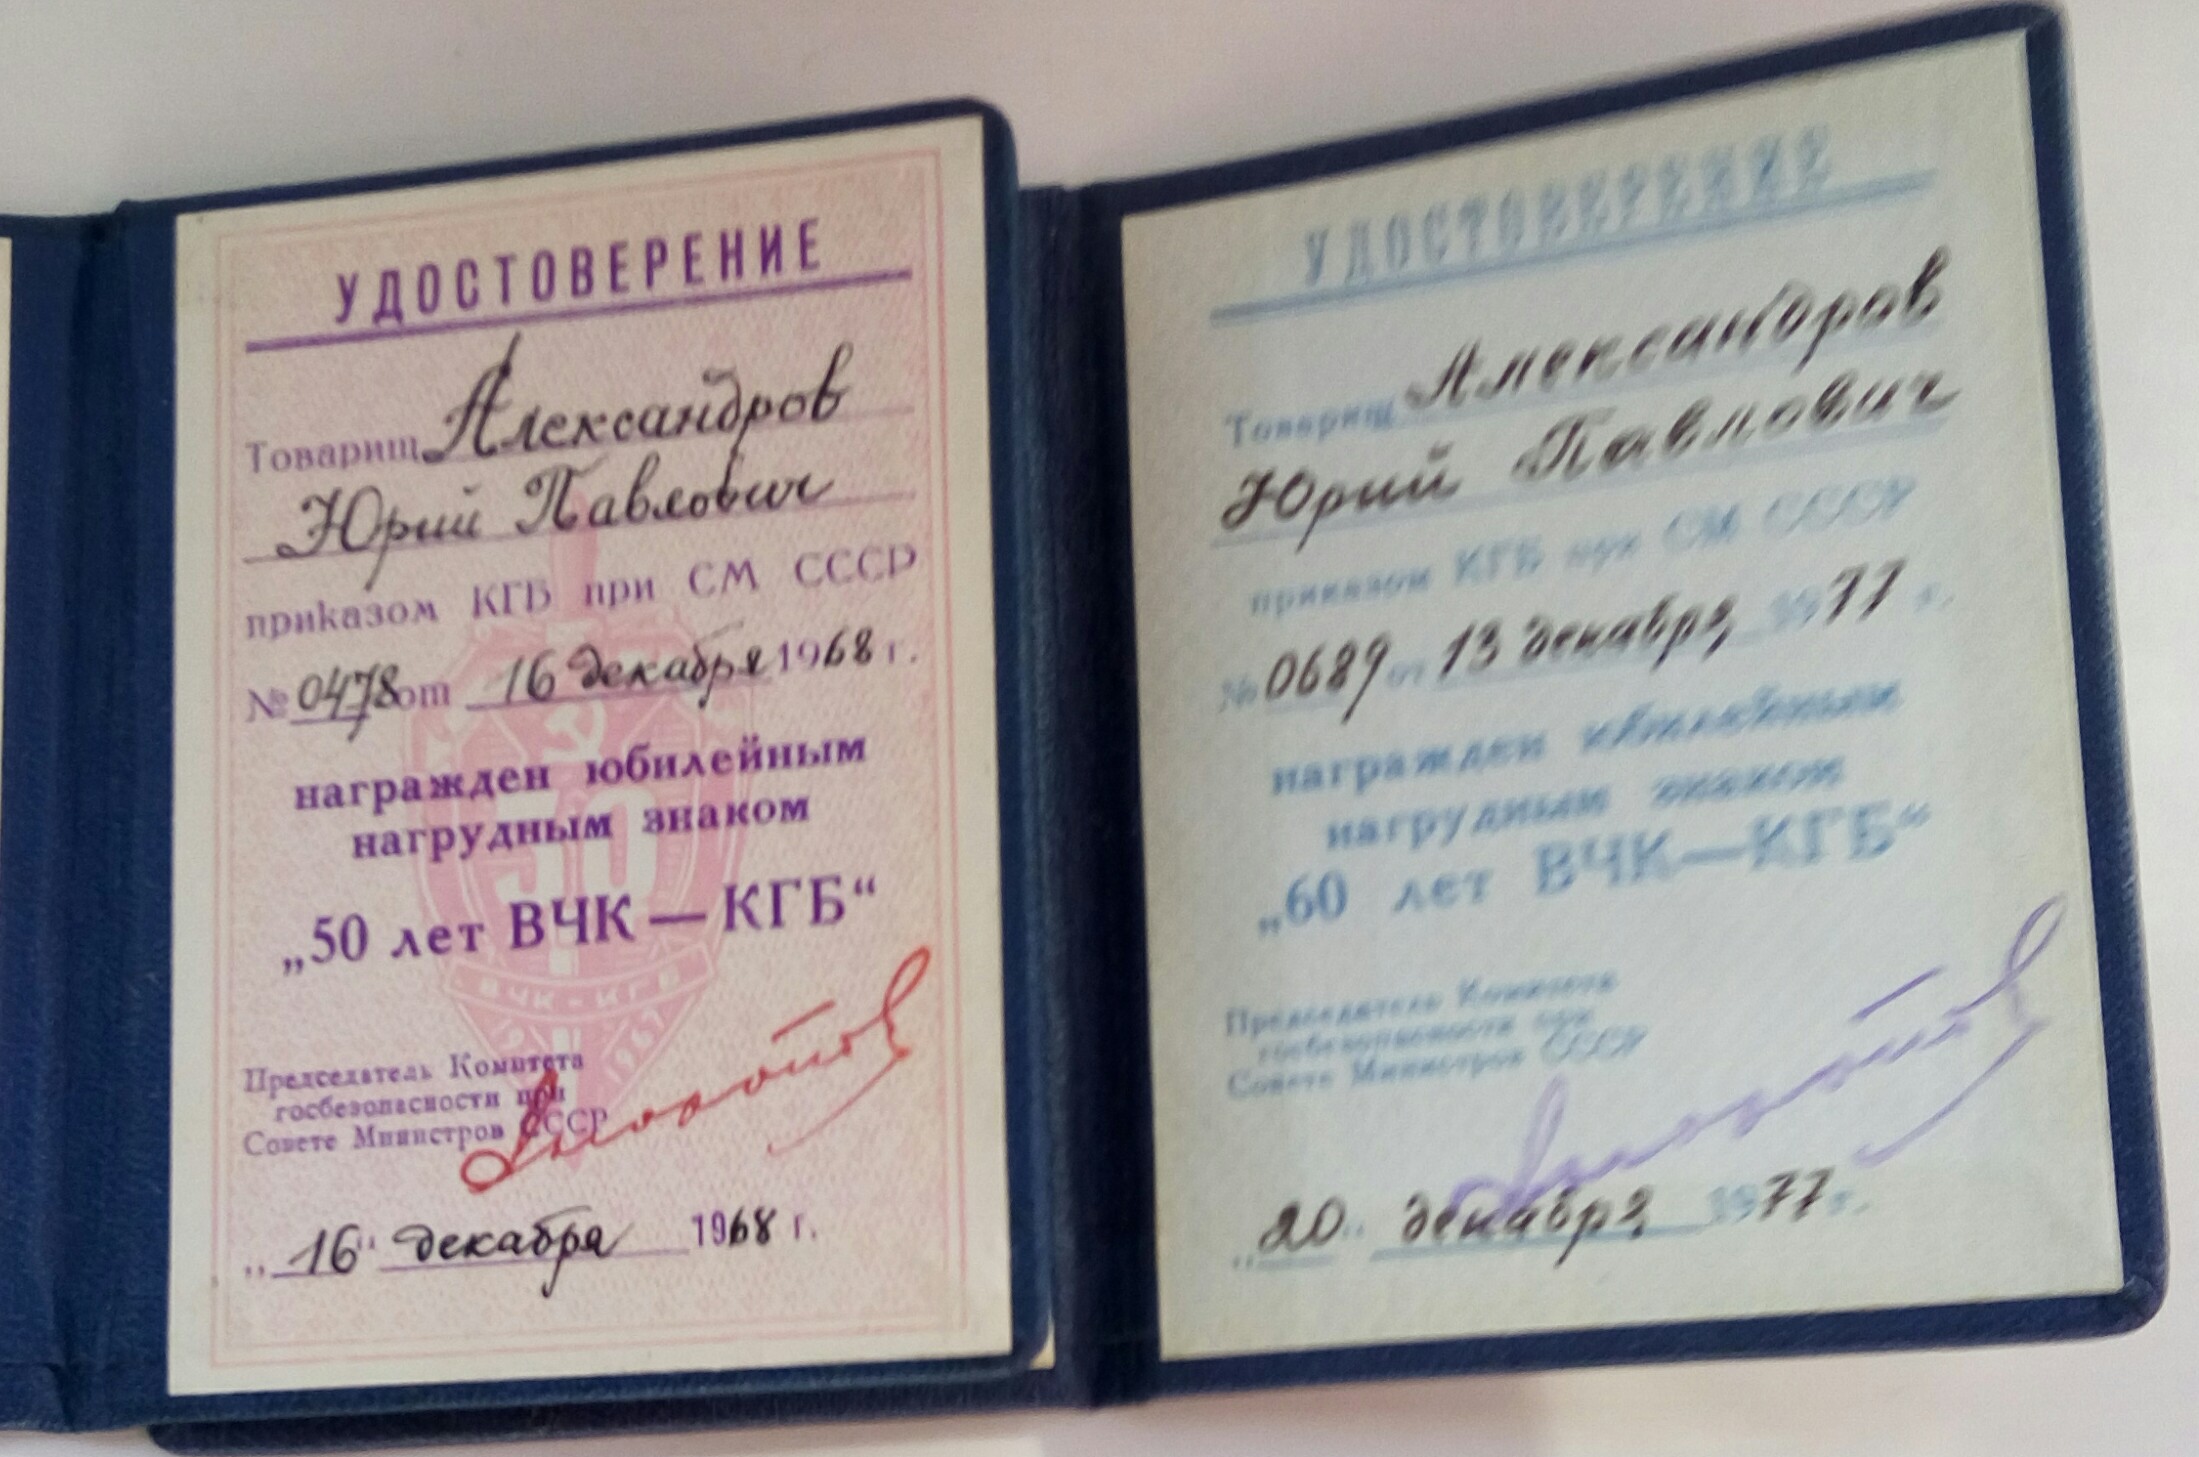 УДОСТОВЕРЕНИЕ
Товарищ Александров
Юрий Павлович
приказом КГБ при СМ СССР
№ 0478 от 16 декабря 1968 г.
награжден юбилейным
нагрудным знаком
„50 лет ВЧК — КГБ“
ВЧК-КГБ
1967
Председатель Комитета
госбезопасности при
Совете Министров СССР
„16“ декабря 1968 г.
УДОСТОВЕРЕНИЕ
Товарищ Александров
Юрий Павлович
приказом КГБ при СМ СССР
№ 0689 от 13 декабря 1977 г.
награжден юбилейным
нагрудным знаком
„60 лет ВЧК—КГБ“
Председатель Комитета
госбезопасности при
Совете Министров СССР
„20“ декабря 1977 г.